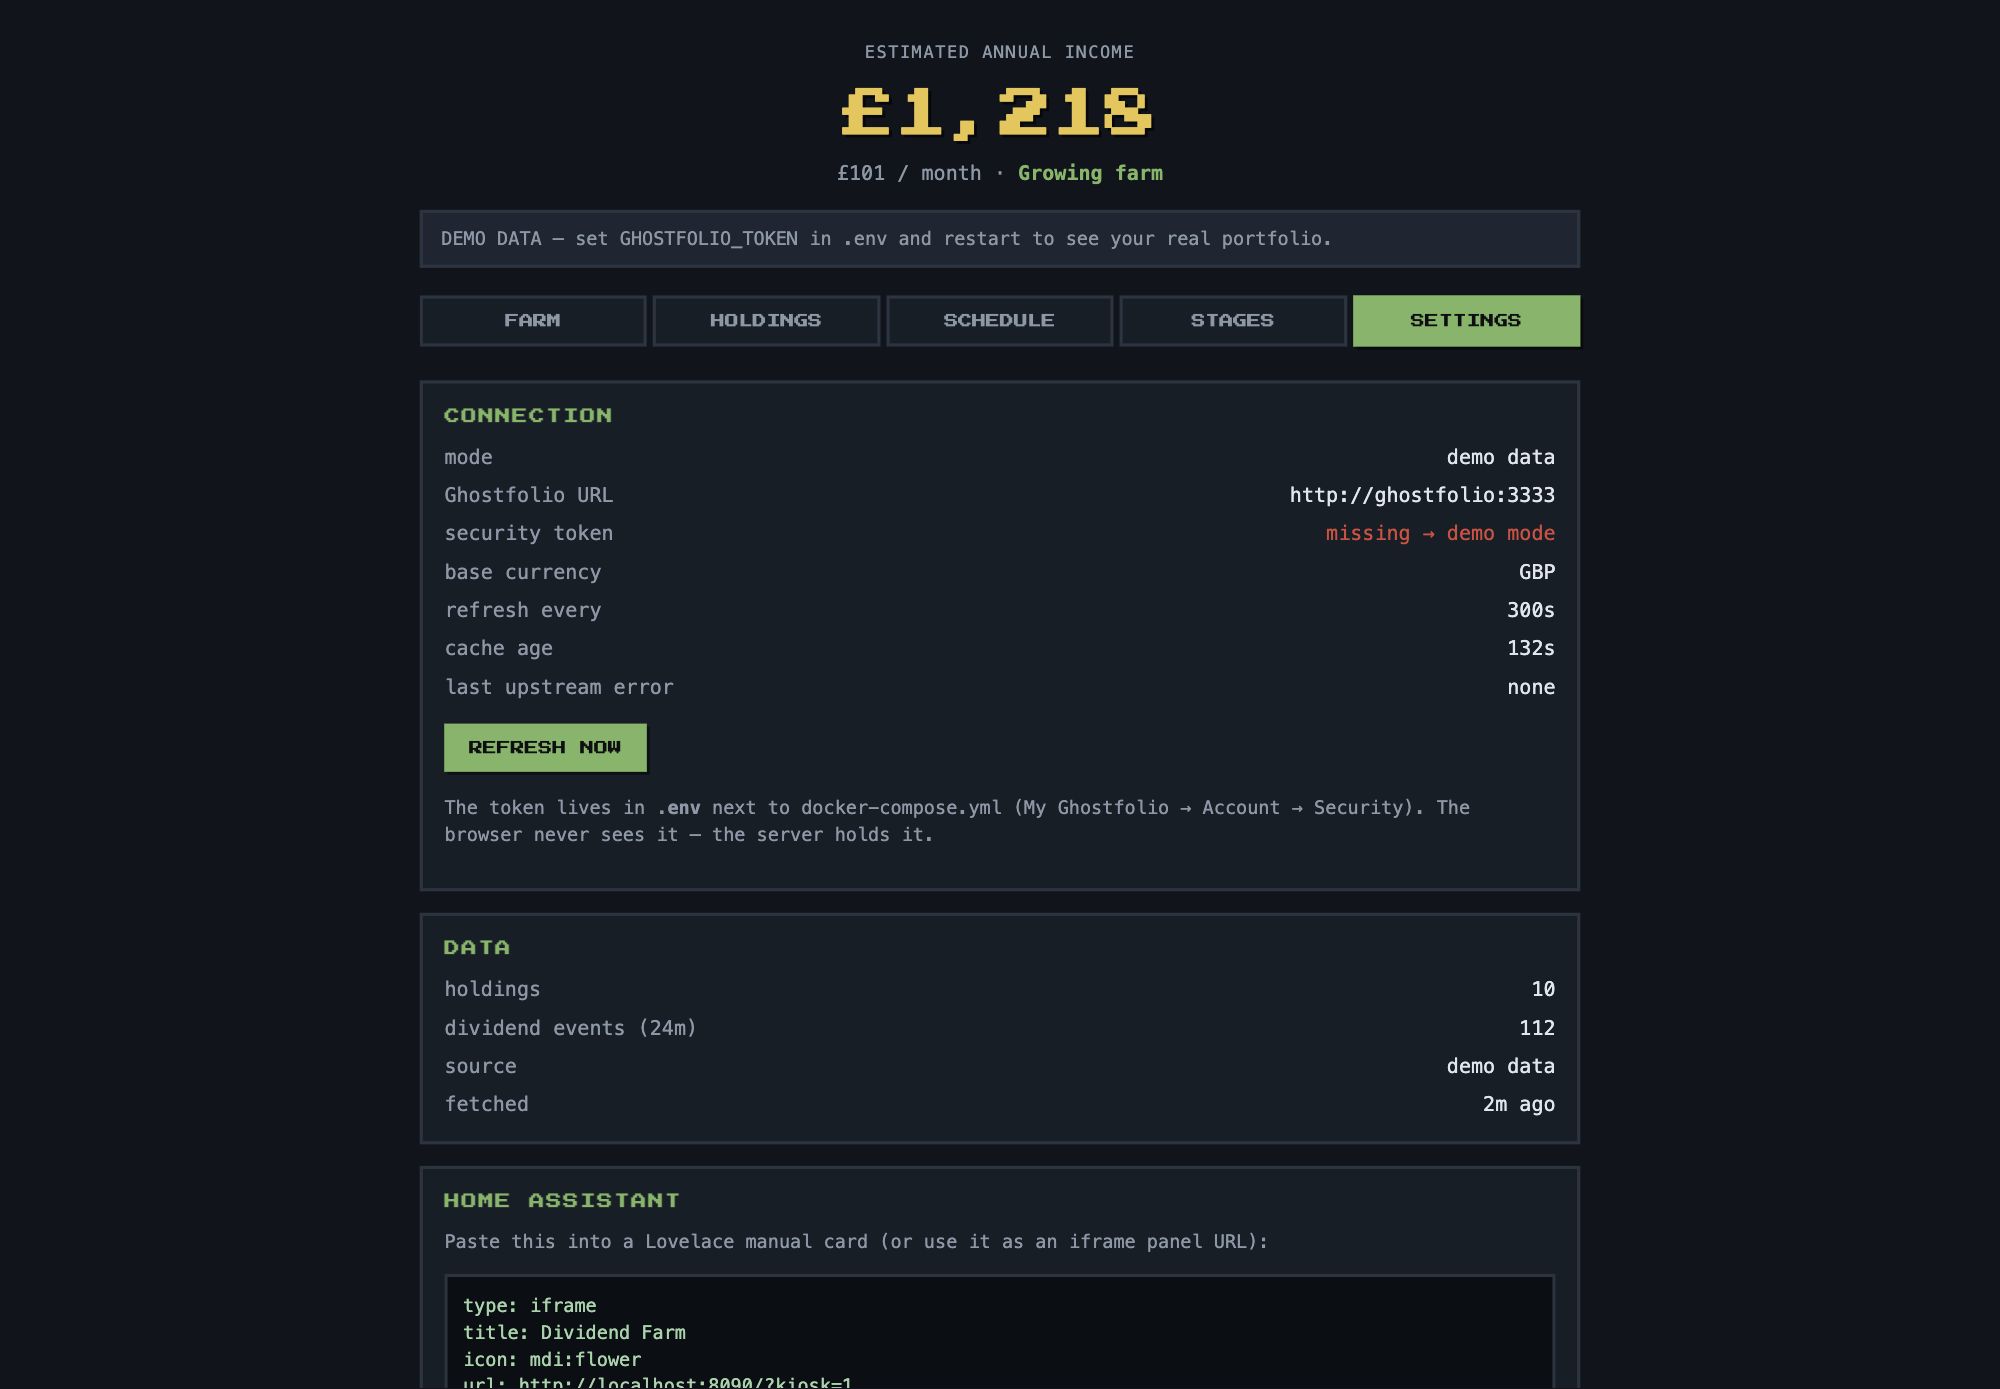 ESTIMATED ANNUAL INCOME
£1,218
£101 / month · Growing farm
DEMO DATA — set GHOSTFOLIO_TOKEN in .env and restart to see your real portfolio.
FARM HOLDINGS SCHEDULE STAGES SETTINGS
CONNECTION
mode demo data
Ghostfolio URL http://ghostfolio:3333
security token missing → demo mode
base currency GBP
refresh every 300s
cache age 132s
last upstream error none
REFRESH NOW
The token lives in .env next to docker-compose.yml (My Ghostfolio → Account → Security). The
browser never sees it — the server holds it.
DATA
holdings 10
dividend events (24m) 112
source demo data
fetched 2m ago
HOME ASSISTANT
Paste this into a Lovelace manual card (or use it as an iframe panel URL):
type: iframe
title: Dividend Farm
icon: mdi:flower
url: http://localhost:8090/?kiosk=1